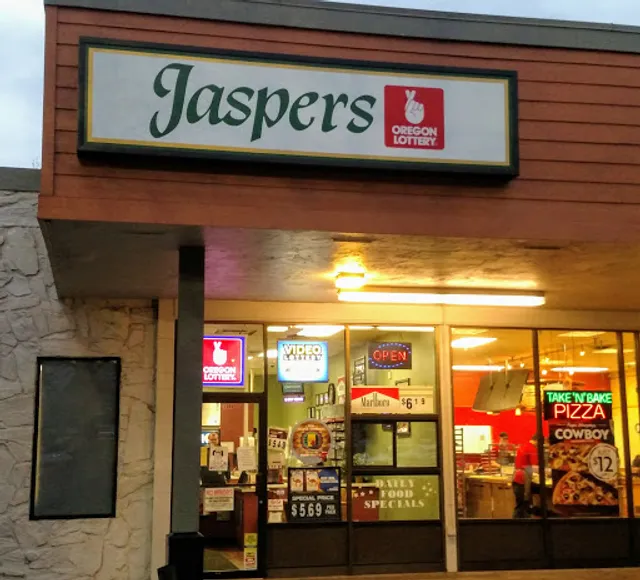 Jaspers
OREGON
LOTTERY
OREGON
LOTTERY
VIDEO
LOTTERY
OPEN
Marlboro
$6 19
TAKE 'N' BAKE
PIZZA
COWBOY
$12
SPECIAL PRICE
$5.69 PER PACK
DAILY
FOOD
SPECIALS